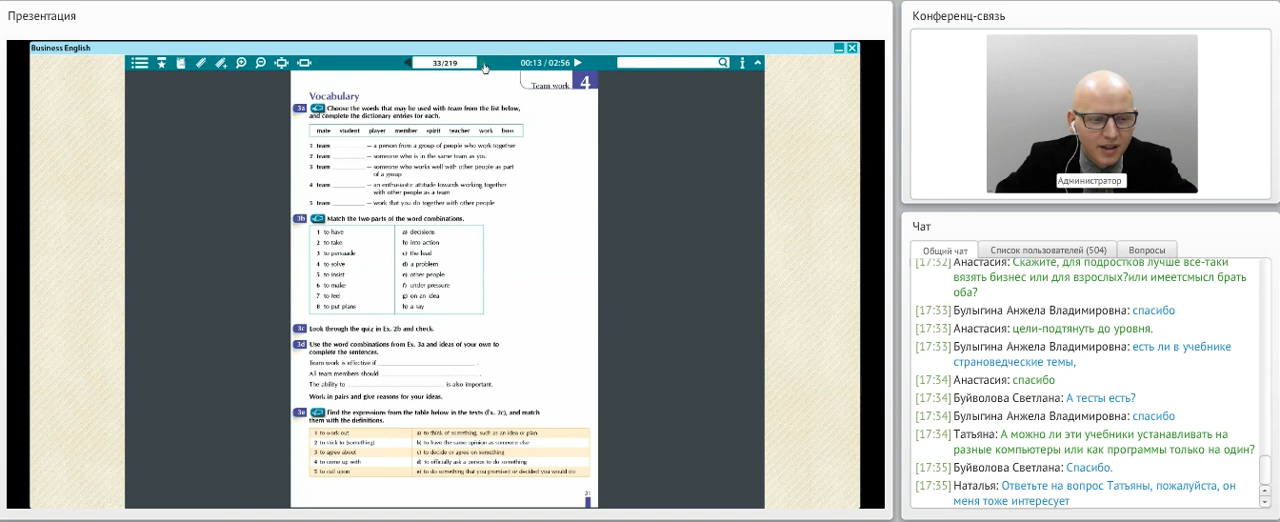 Презентация
Business English
33/219
00:13 / 02:56
Team work 4
Vocabulary
3a Choose the words that may be used with team from the list below,
and complete the dictionary entries for each.
mate student player member spirit teacher work boss
1 team ________ – a person from a group of people who work together
2 team ________ – someone who is in the same team as you
3 team ________ – someone who works well with other people as part
of a group
4 team ________ – an enthusiastic attitude towards working together
with other people as a team
5 team ________ – work that you do together with other people
3b Match the two parts of the word combinations.
1 to have a) decisions
2 to take b) into action
3 to persuade c) the lead
4 to solve d) a problem
5 to insist e) other people
6 to make f) under pressure
7 to feel g) on an idea
8 to put plans h) a say
3c Look through the quiz in Ex. 2b and check.
3d Use the word combinations from Ex. 3a and ideas of your own to
complete the sentences.
Team work is effective if ________ .
All team members should ________ .
The ability to ________ is also important.
Work in pairs and give reasons for your ideas.
3e Find the expressions from the table below in the texts (Ex. 2c), and match
them with the definitions.
1 to work out a) to think of something, such as an idea or plan
2 to stick to (something) b) to have the same opinion as someone else
3 to agree about c) to decide or agree on something
4 to come up with d) to officially ask a person to do something
5 to call upon e) to do something that you promised or decided you would do
31
Конференц-связь
Администратор
Чат
Общий чат Список пользователей (504) Вопросы
[17:32] Анастасия: Скажите, для подростков лучше все-таки
вязять бизнес или для взрослых?или имеетсмысл брать
оба?
[17:33] Булыгина Анжела Владимировна: спасибо
[17:33] Анастасия: цели-подтянуть до уровня.
[17:33] Булыгина Анжела Владимировна: есть ли в учебнике
страноведческие темы,
[17:34] Анастасия: спасибо
[17:34] Буйволова Светлана: А тесты есть?
[17:34] Булыгина Анжела Владимировна: спасибо
[17:34] Татьяна: А можно ли эти учебники устанавливать на
разные компьютеры или как программы только на один?
[17:35] Буйволова Светлана: Спасибо.
[17:35] Наталья: Ответьте на вопрос Татьяны, пожалуйста, он
меня тоже интересует